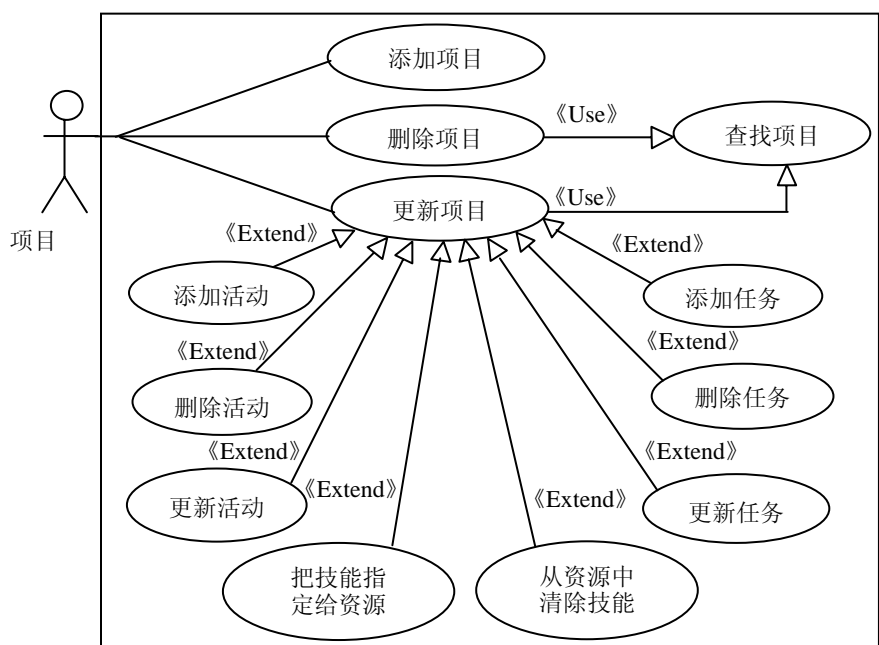 添加项目
删除项目
《Use》
查找项目
更新项目
《Use》
项目
《Extend》
《Extend》
添加活动
添加任务
《Extend》
《Extend》
删除活动
删除任务
《Extend》
《Extend》
《Extend》
《Extend》
更新活动
更新任务
把技能指
定给资源
从资源中
清除技能